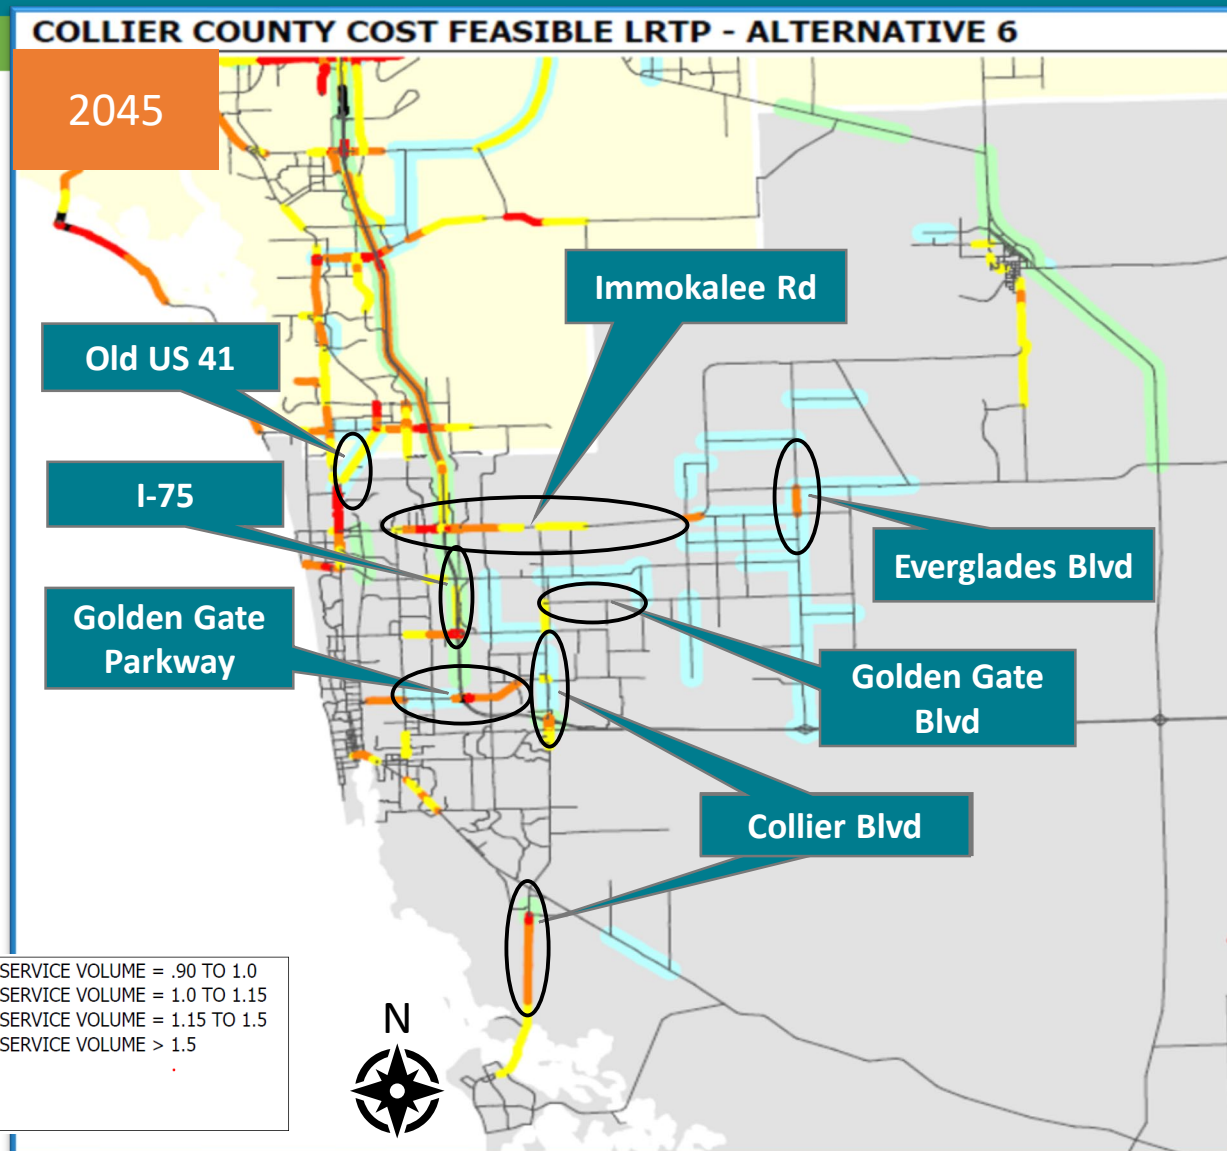 COLLIER COUNTY COST FEASIBLE LRTP - ALTERNATIVE 6
2045
Immokalee Rd
Old US 41
I-75
Everglades Blvd
Golden Gate
Parkway
Golden Gate
Blvd
Collier Blvd
SERVICE VOLUME = .90 TO 1.0
SERVICE VOLUME = 1.0 TO 1.15
SERVICE VOLUME = 1.15 TO 1.5
SERVICE VOLUME > 1.5
N